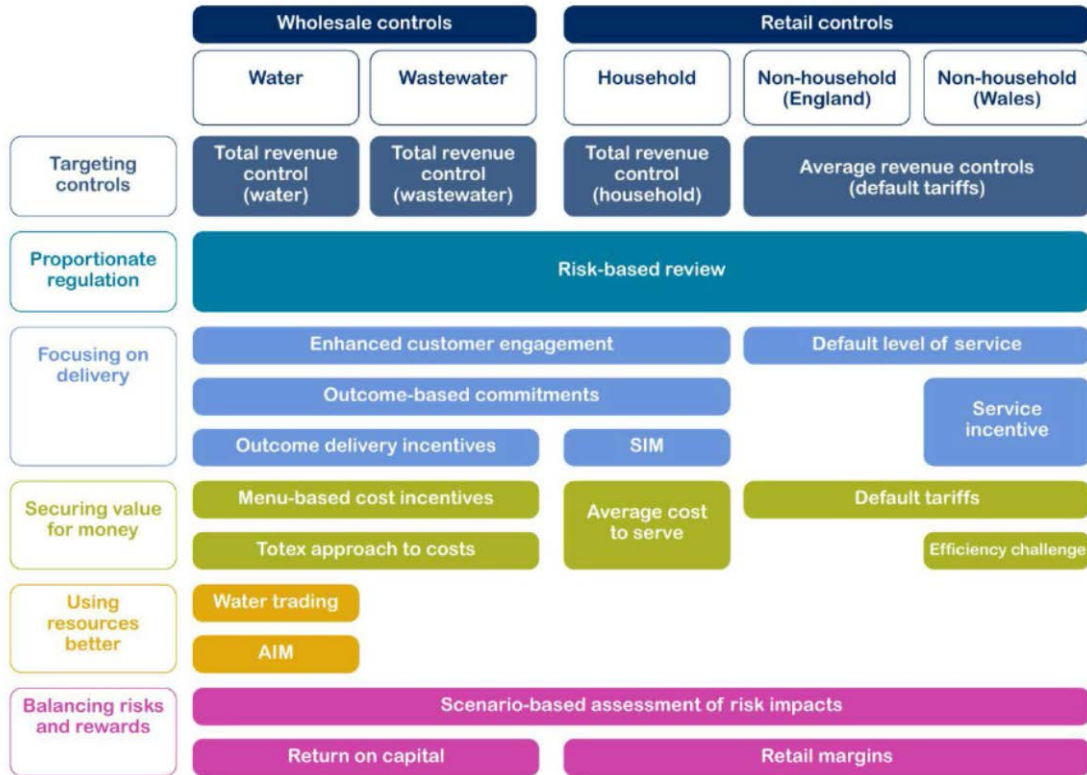 Wholesale controls
Retail controls
Water
Wastewater
Household
Non-household
(England)
Non-household
(Wales)
Targeting
controls
Total revenue
control
(water)
Total revenue
control
(wastewater)
Total revenue
control
(household)
Average revenue controls
(default tariffs)
Proportionate
regulation
Risk-based review
Focusing on
delivery
Enhanced customer engagement
Default level of service
Outcome-based commitments
Service
incentive
Outcome delivery incentives
SIM
Securing value
for money
Menu-based cost incentives
Average cost
to serve
Default tariffs
Totex approach to costs
Efficiency challenge
Using
resources
better
Water trading
AIM
Balancing risks
and rewards
Scenario-based assessment of risk impacts
Return on capital
Retail margins